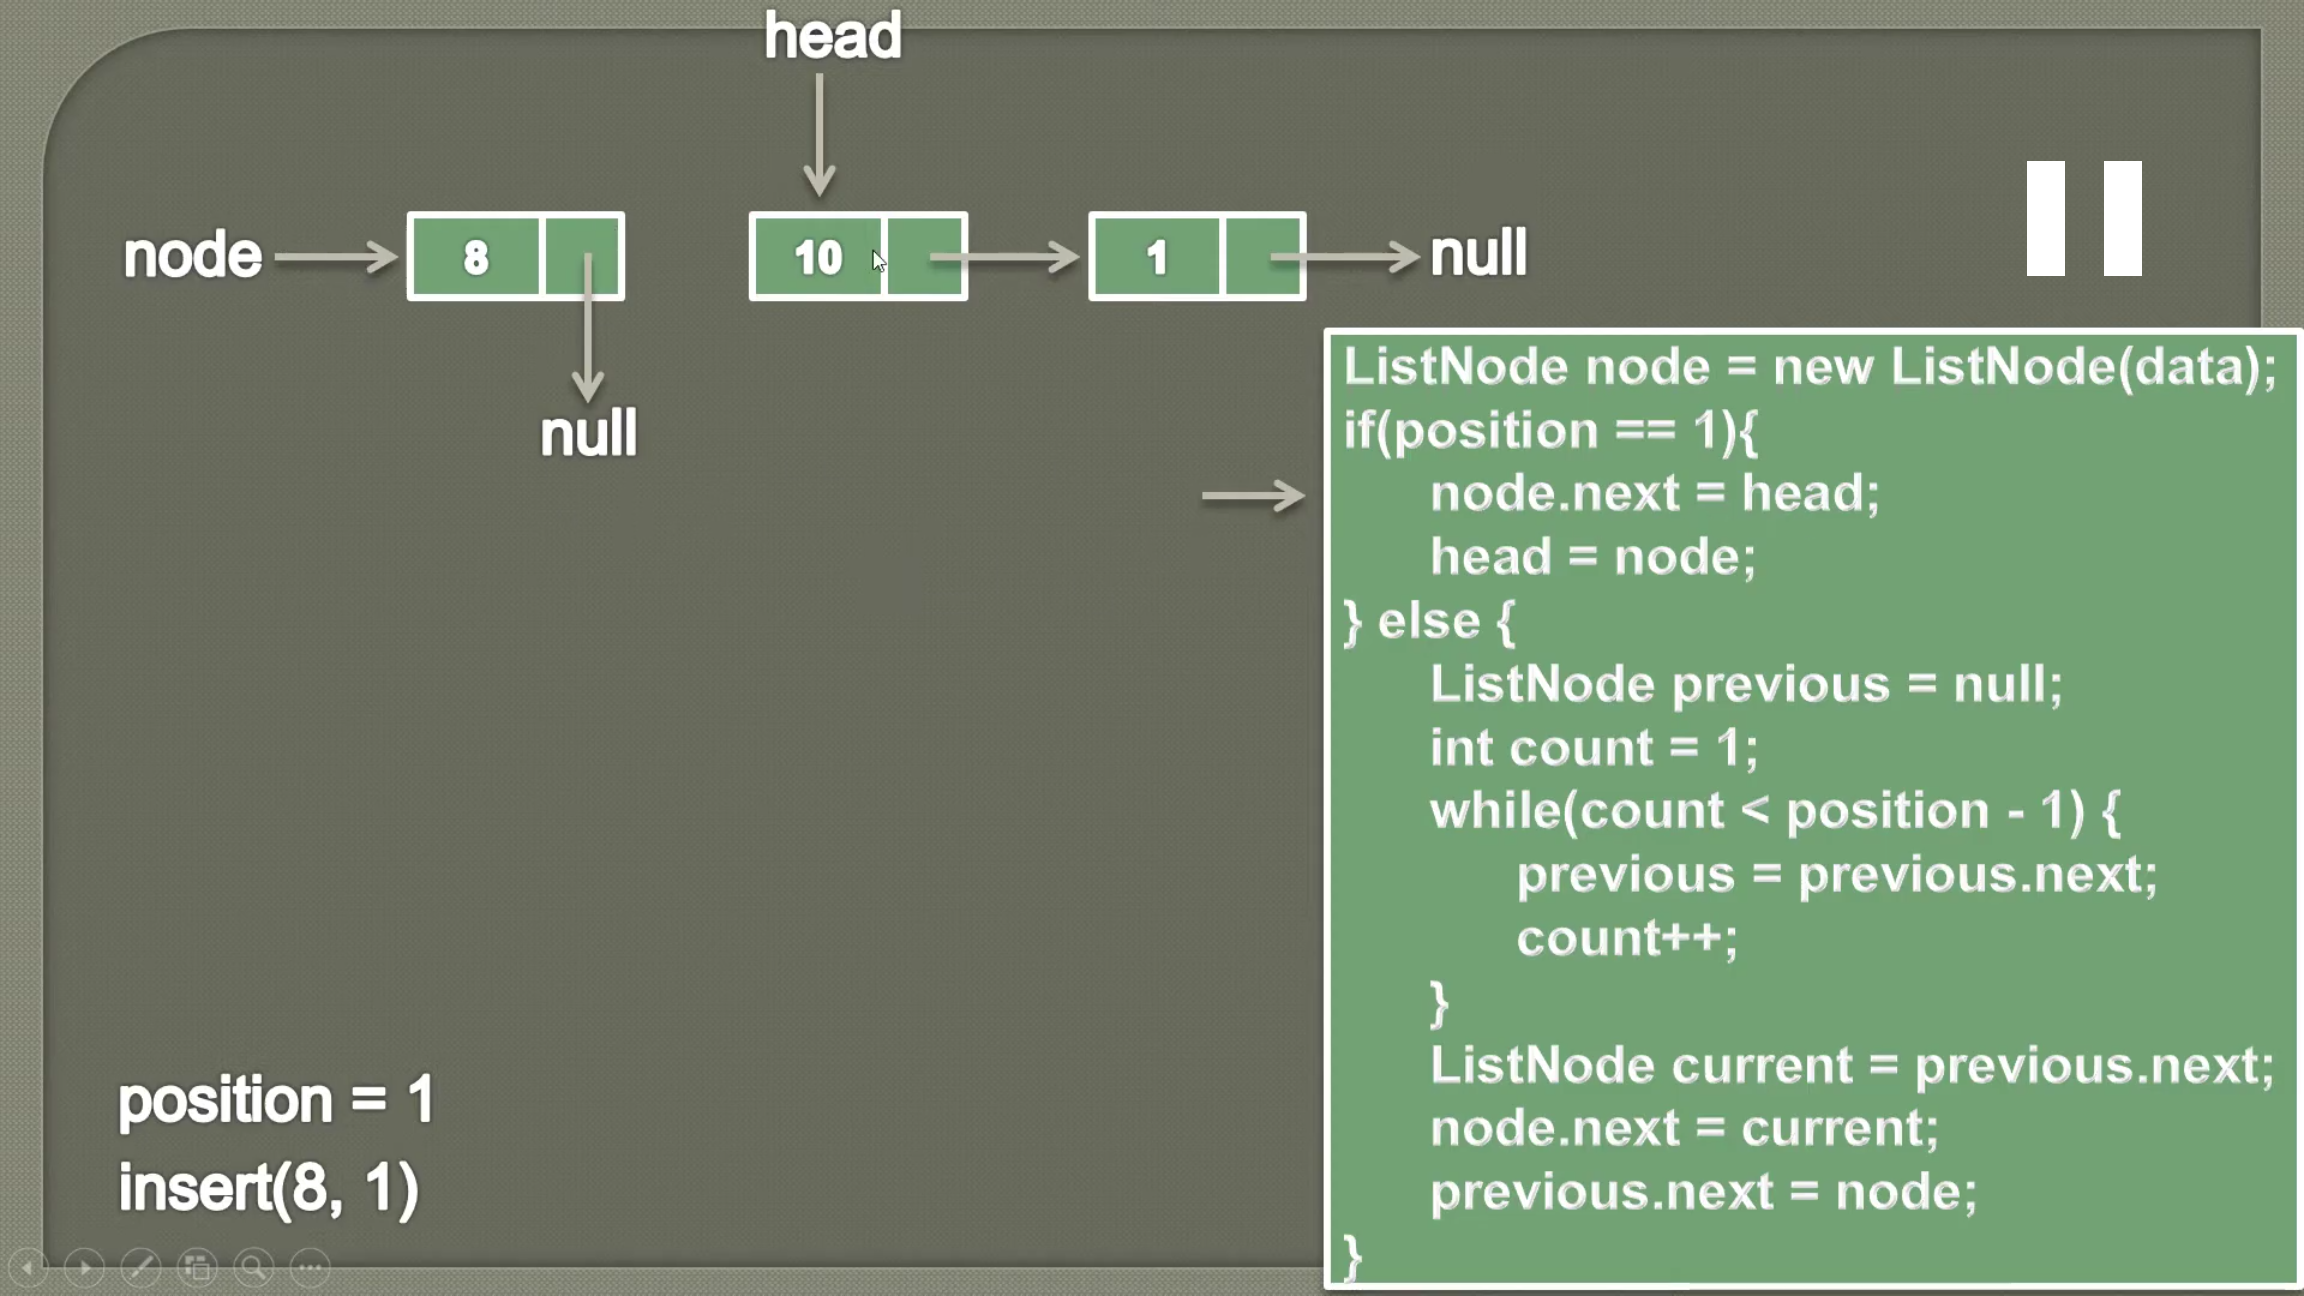 head
node
8
10
1
null
null
ListNode node = new ListNode(data);
if(position == 1){
node.next = head;
head = node;
} else {
ListNode previous = null;
int count = 1;
while(count < position - 1) {
previous = previous.next;
count++;
}
ListNode current = previous.next;
node.next = current;
previous.next = node;
}
position = 1
insert(8, 1)